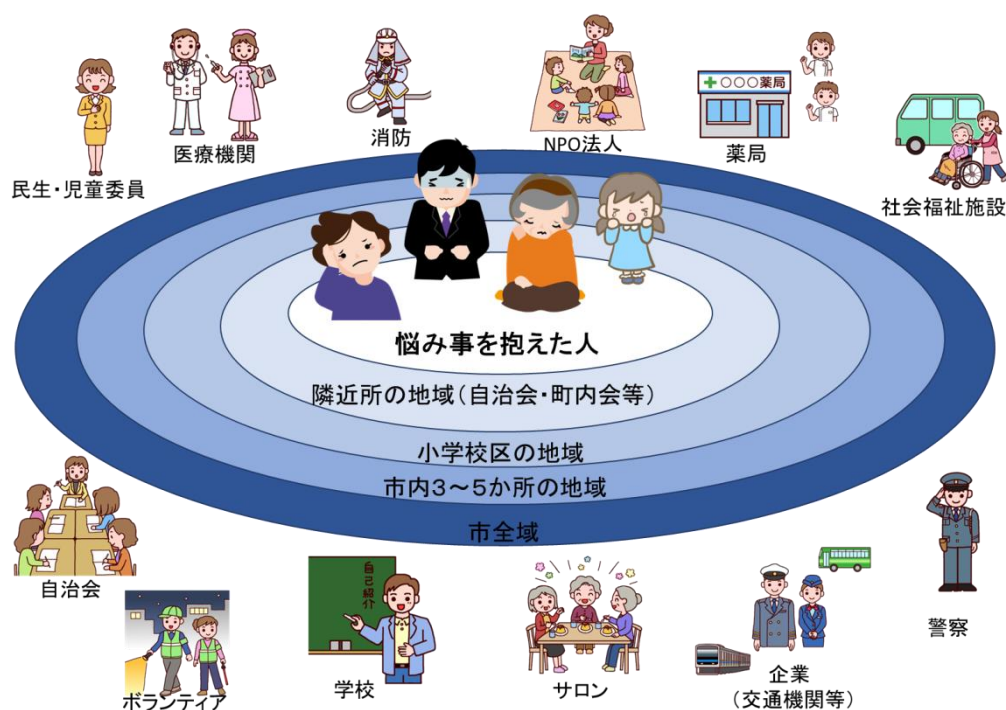 医療機関
消防
NPO法人
＋○○○薬局
薬局
民生・児童委員
社会福祉施設
悩み事を抱えた人
隣近所の地域（自治会・町内会等）
小学校区の地域
市内３～５か所の地域
市全域
自治会
自己紹介
ボランティア
学校
サロン
企業
（交通機関等）
警察